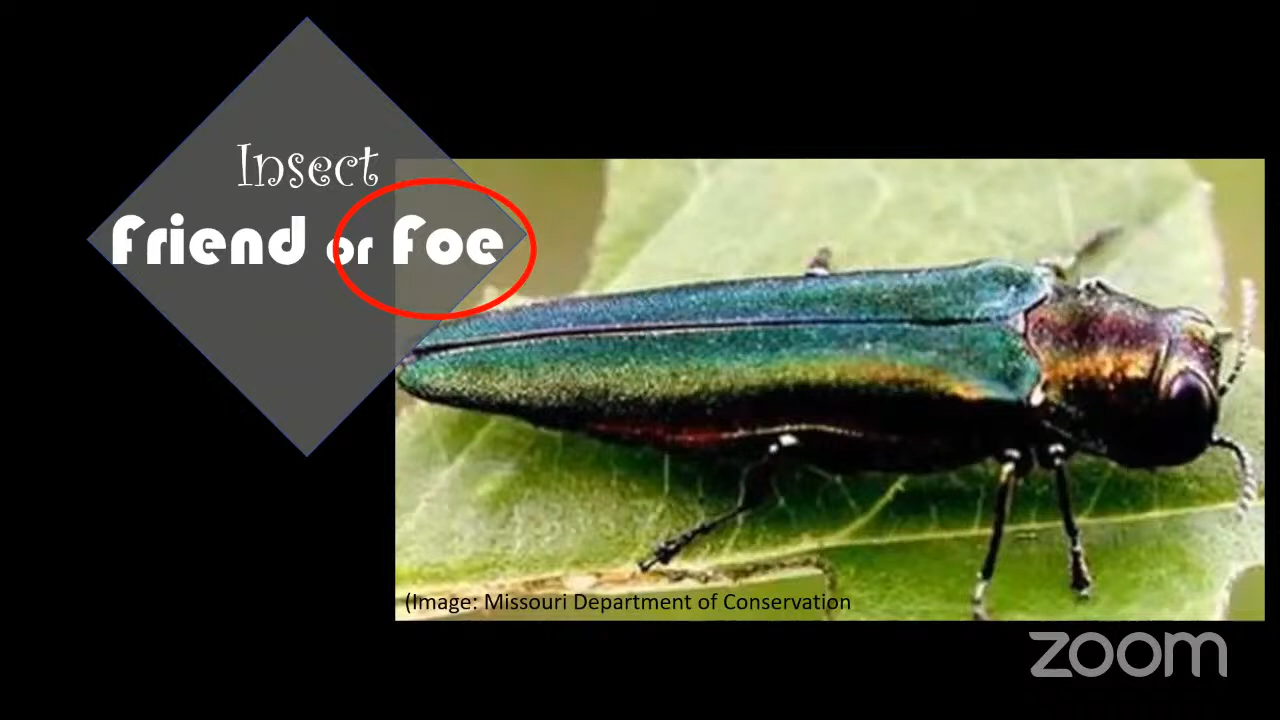 Insect
Friend or Foe
(Image: Missouri Department of Conservation
zoom